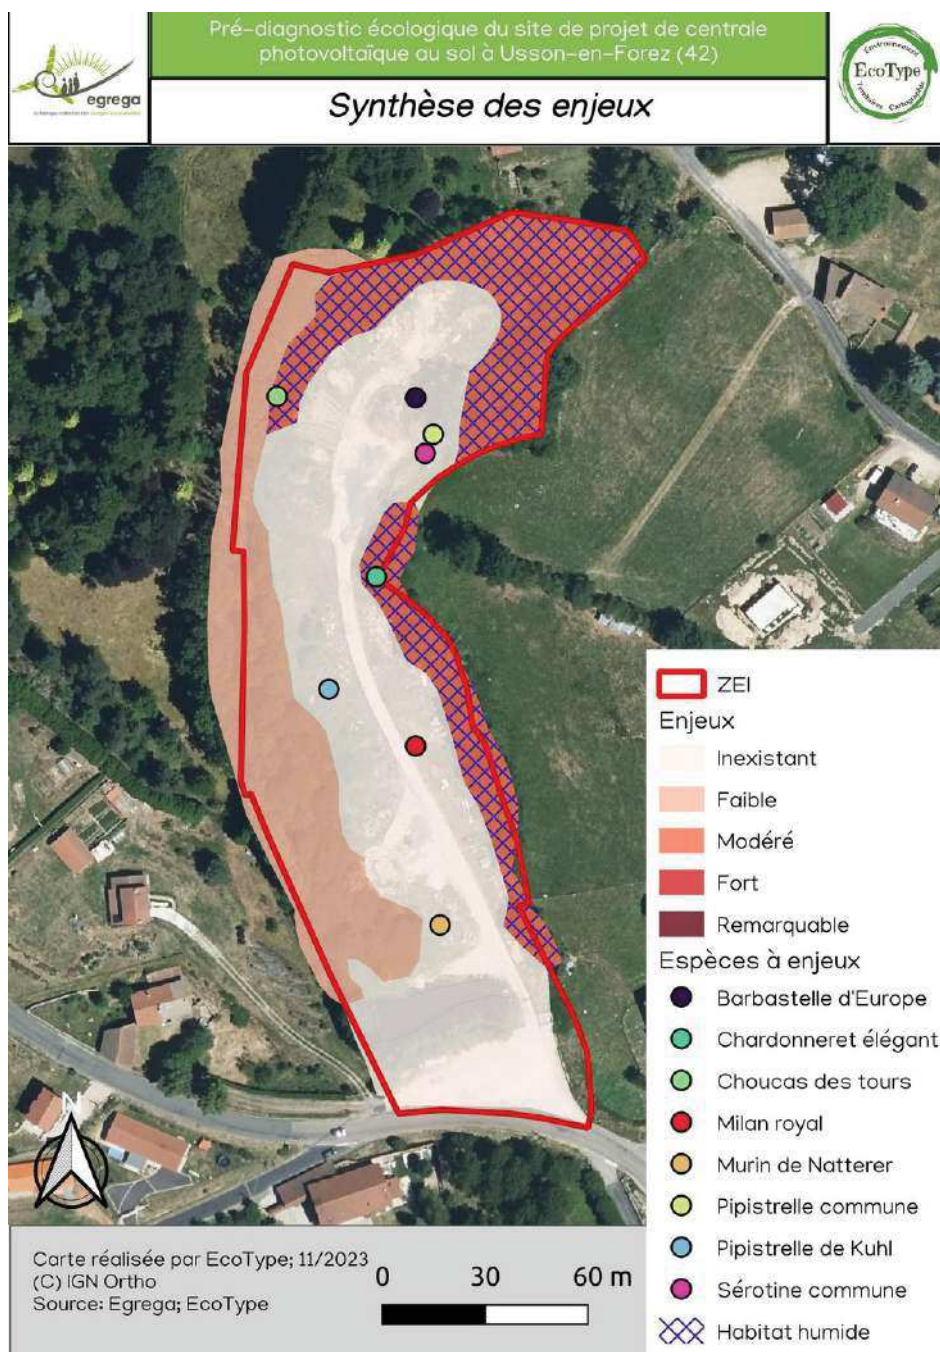 Pré-diagnostic écologique du site de projet de centrale
photovoltaïque au sol à Usson-en-Forez (42)
egrega
Synthèse des enjeux
Environnement
EcoType
Territoires Cartographie
ZEI
Enjeux
Inexistant
Faible
Modéré
Fort
Remarquable
Espèces à enjeux
Barbastelle d'Europe
Chardonneret élégant
Choucas des tours
Milan royal
Murin de Natterer
Pipistrelle commune
Pipistrelle de Kuhl
Sérotine commune
Habitat humide
N
Carte réalisée par EcoType; 11/2023
(C) IGN Ortho
Source: Egrega; EcoType
0 30 60 m